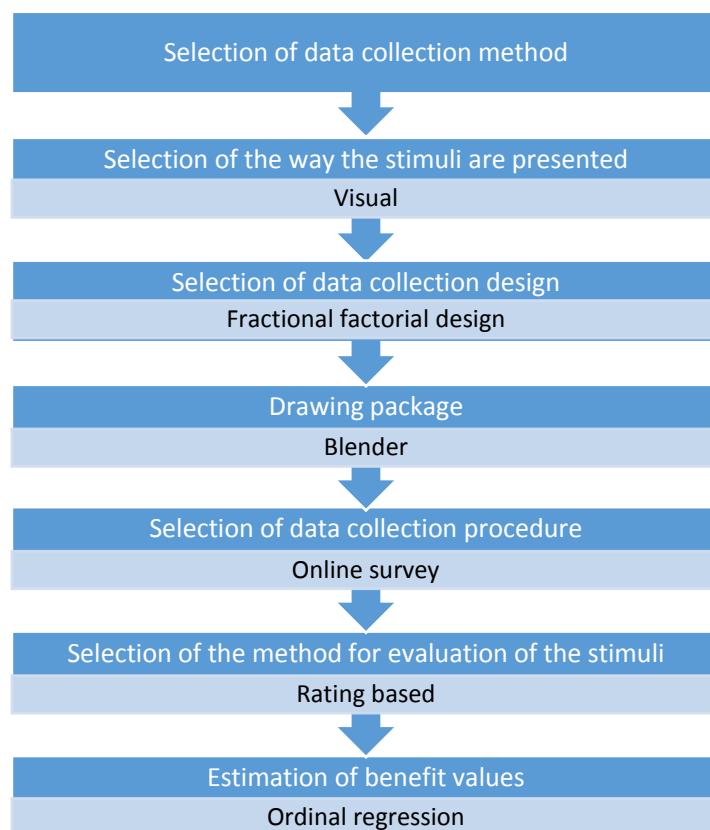 Selection of data collection method
Selection of the way the stimuli are presented
Visual
Selection of data collection design
Fractional factorial design
Drawing package
Blender
Selection of data collection procedure
Online survey
Selection of the method for evaluation of the stimuli
Rating based
Estimation of benefit values
Ordinal regression